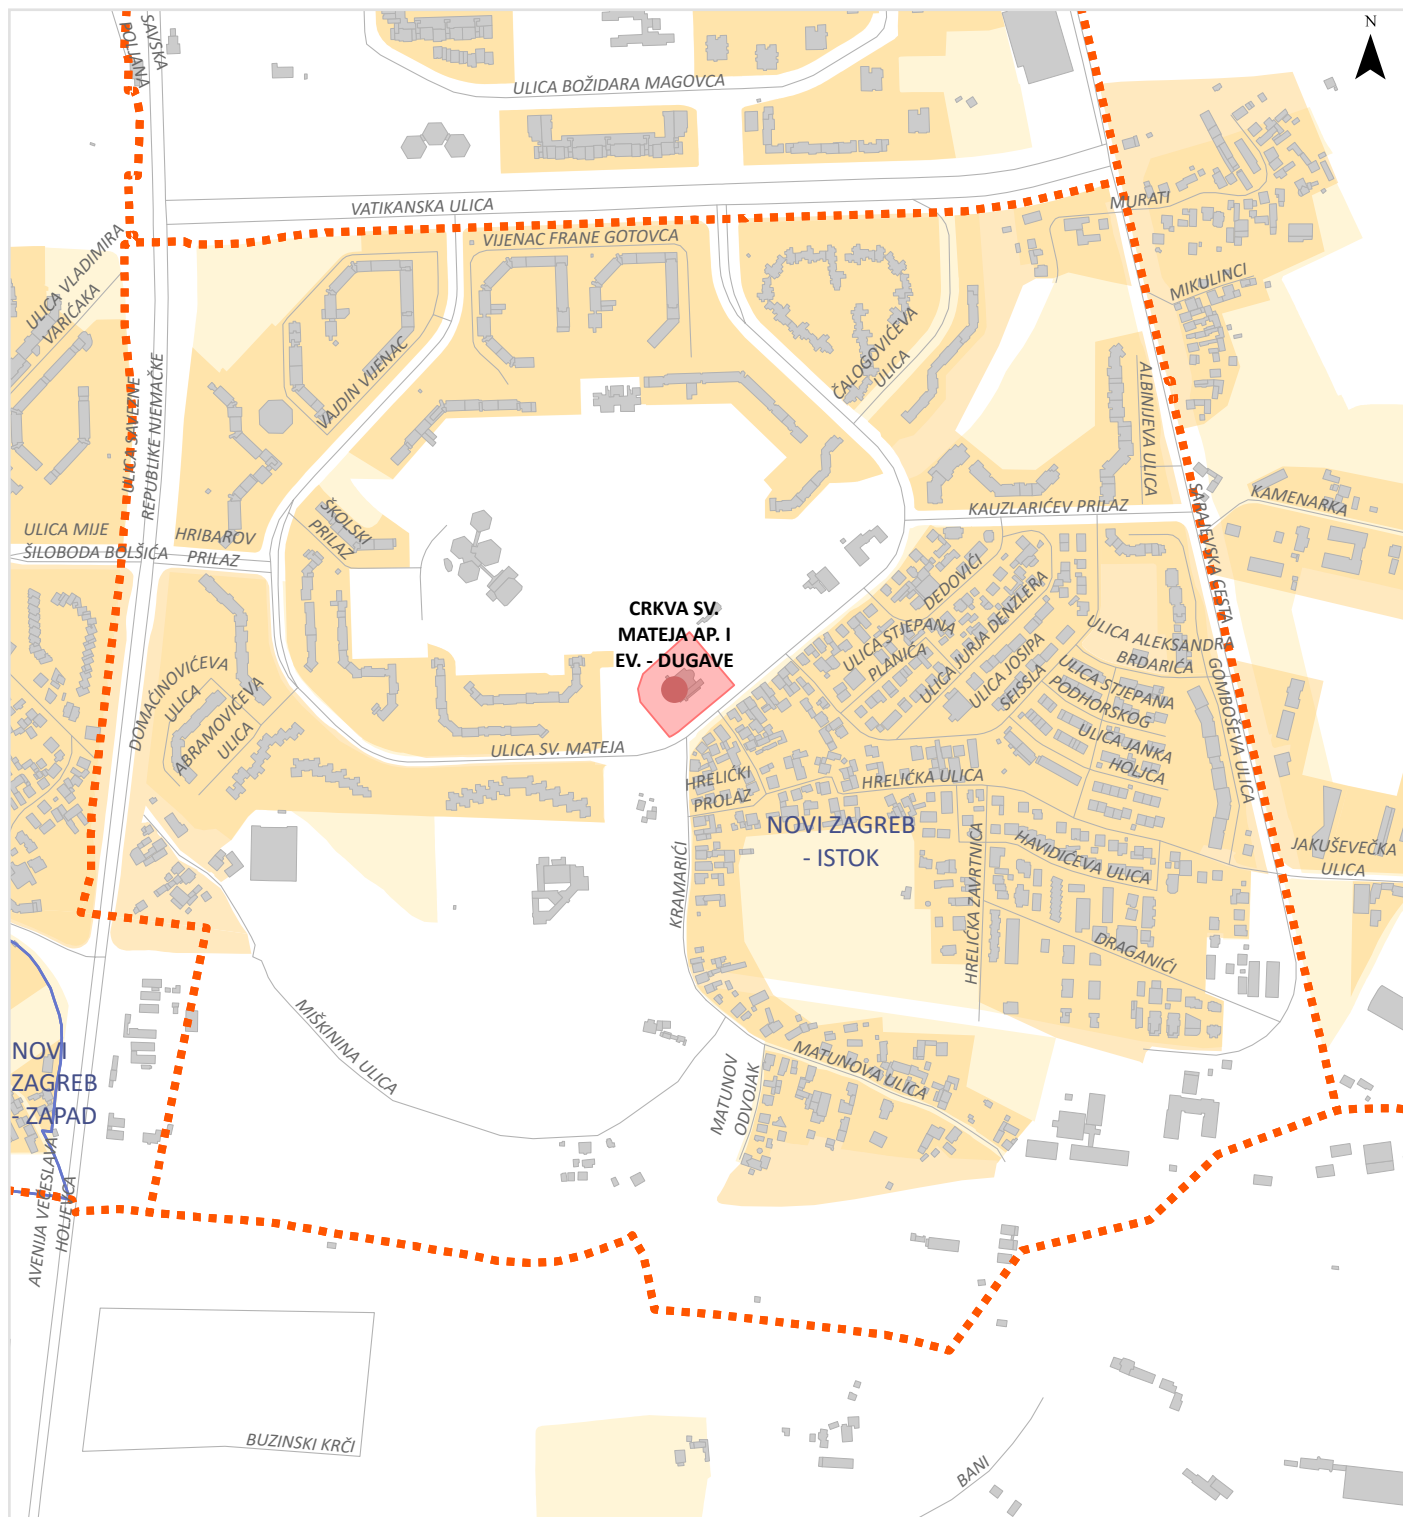 N
SAVSKA
POLJANA
ULICA BOŽIDARA MAGOVCA
VATIKANSKA ULICA
MURATI
VIJENAC FRANE GOTOVCA
ULICA VLADIMIRA
VARIĆAKA
MIKULINCI
ČALOGOVIĆEVA
ULICA
VAJDIN VIJENAC
ULICA SAVEZNE
REPUBLIKE NJEMAČKE
ALBINIJEVA ULICA
KAMENARKA
KAUZLARIĆEV PRILAZ
SARAJEVSKA CESTA
ŠKOLSKI
PRILAZ
ULICA MIJE
ŠILOBODA BOLŠIĆA
HRIBAROV
PRILAZ
DEDOVIĆI
CRKVA SV.
MATEJA AP. I
EV. - DUGAVE
ULICA STJEPANA
PLANIĆA
ULICA JURJA DENZLERA
ULICA JOSIPA
SEISSLA
ULICA ALEKSANDRA
BRDARIĆA
ULICA STJEPANA
PODHORSKOG
GOMBOŠEVA ULICA
ULICA JANKA
HOLJCA
DOMAĆINOVIĆEVA
ULICA
ABRAMOVIĆEVA
ULICA
ULICA SV. MATEJA
HRELIĆKI
PROLAZ
HRELIĆKA ULICA
NOVI ZAGREB
- ISTOK
HAVIDIĆEVA ULICA
JAKUŠEVEČKA
ULICA
HRELIĆKA ZAVRTNICA
KRAMARIĆI
DRAGANIĆI
MIŠKININA ULICA
NOVI
ZAGREB
- ZAPAD
MATUNOVA ULICA
MATUNOV
ODVOJAK
AVENIJA VEĆESLAVA
HOLJEVCA
BUZINSKI KRČI
BANI